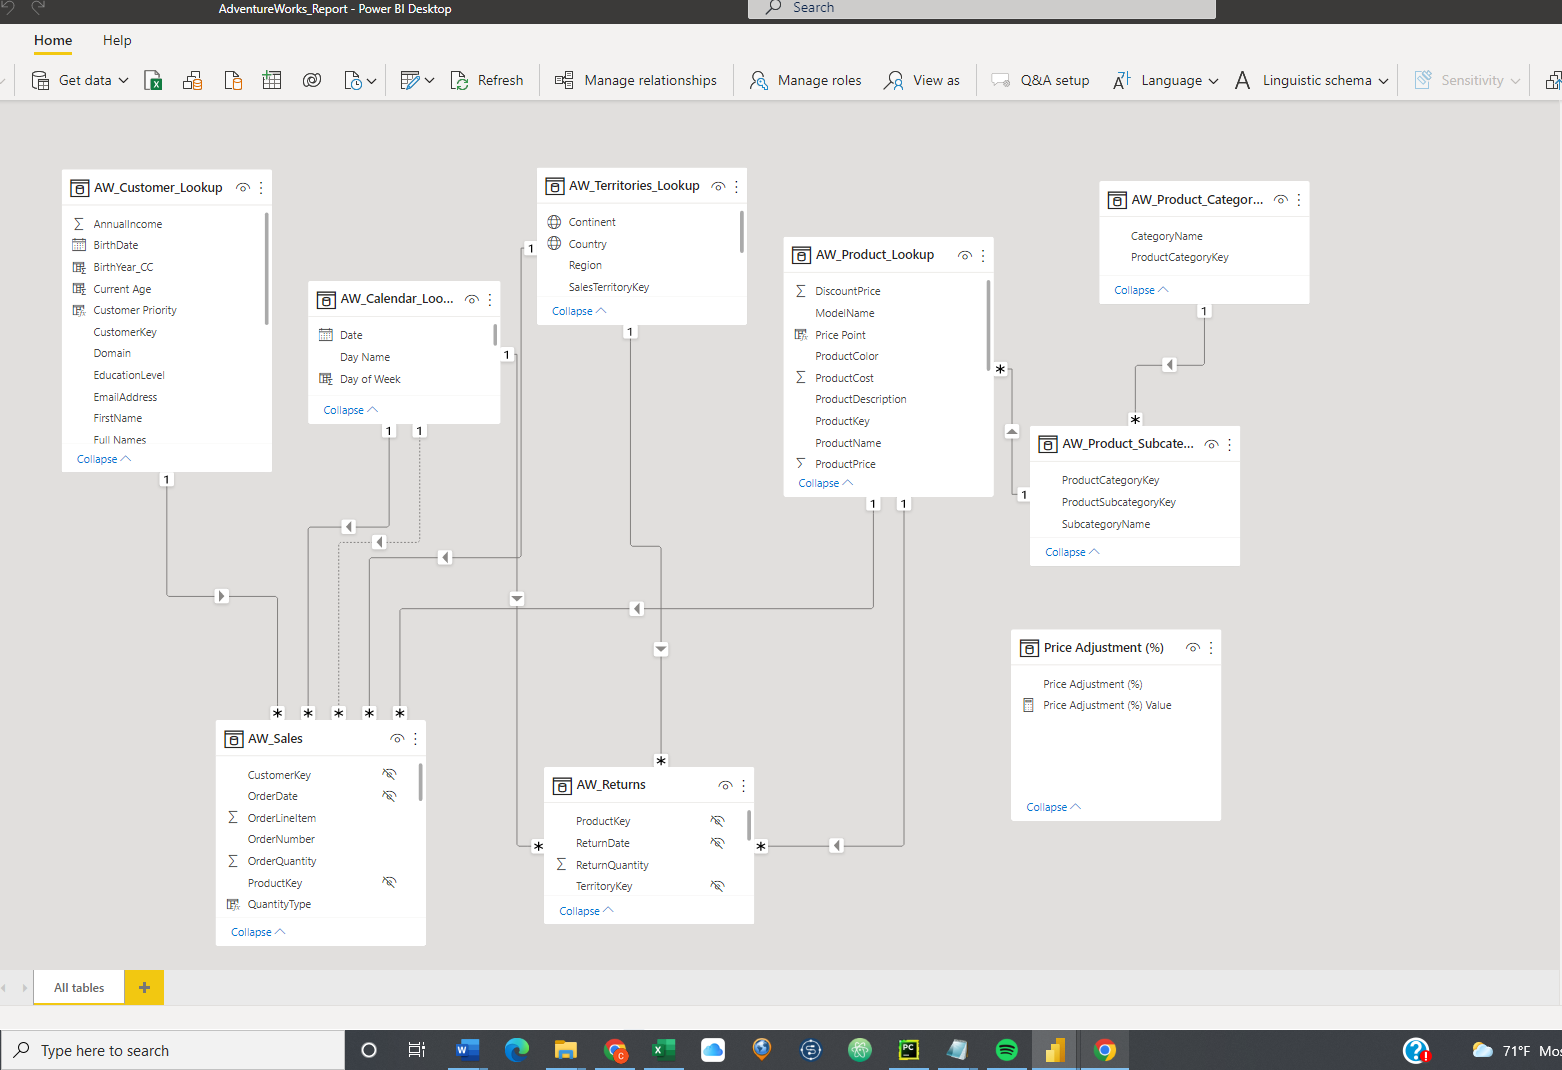 AdventureWorks_Report - Power BI Desktop
Search
Home
Help
Get data
Refresh
Manage relationships
Manage roles
View as
Q&A setup
Language
Linguistic schema
Sensitivity
AW_Customer_Lookup
AnnualIncome
BirthDate
BirthYear_CC
Current Age
Customer Priority
CustomerKey
Domain
EducationLevel
EmailAddress
FirstName
Full Names
Collapse
1
AW_Calendar_Loo...
Date
Day Name
Day of Week
Collapse
1
1
1
AW_Territories_Lookup
Continent
Country
Region
SalesTerritoryKey
Collapse
1
1
AW_Product_Lookup
DiscountPrice
ModelName
Price Point
ProductColor
ProductCost
ProductDescription
ProductKey
ProductName
ProductPrice
Collapse
1
1
*
AW_Product_Categor...
CategoryName
ProductCategoryKey
Collapse
1
*
AW_Product_Subcate...
ProductCategoryKey
ProductSubcategoryKey
SubcategoryName
Collapse
1
Price Adjustment (%)
Price Adjustment (%)
Price Adjustment (%) Value
Collapse
* * * * *
AW_Sales
CustomerKey
OrderDate
OrderLineItem
OrderNumber
OrderQuantity
ProductKey
QuantityType
Collapse
*
AW_Returns
ProductKey
ReturnDate
ReturnQuantity
TerritoryKey
Collapse
*
*
All tables
Type here to search
71°F Mos